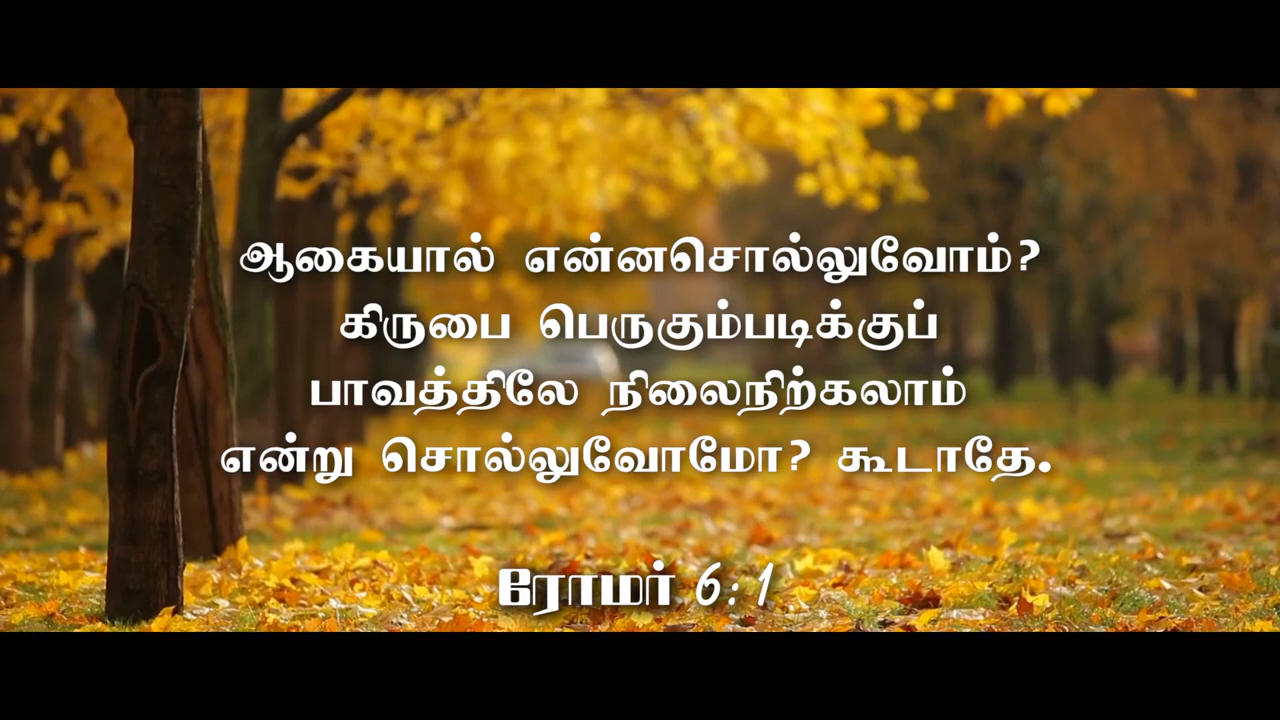 ஆகையால் என்னசொல்லுவோம்?
கிருபை பெருகும்படிக்குப்
பாவத்திலே நிலைநிற்கலாம்
என்று சொல்லுவோமோ? கூடாதே.
ரோமர் 6:1